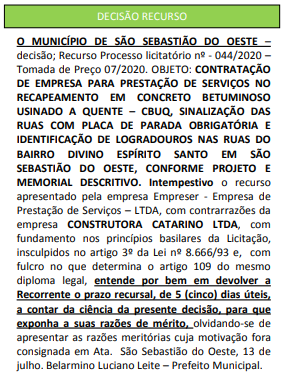 DECISÃO RECURSO
O MUNICÍPIO DE SÃO SEBASTIÃO DO OESTE –
decisão; Recurso Processo licitatório nº - 044/2020 –
Tomada de Preço 07/2020. OBJETO: CONTRATAÇÃO
DE EMPRESA PARA PRESTAÇÃO DE SERVIÇOS NO
RECAPEAMENTO EM CONCRETO BETUMINOSO
USINADO A QUENTE – CBUQ, SINALIZAÇÃO DAS
RUAS COM PLACA DE PARADA OBRIGATÓRIA E
IDENTIFICAÇÃO DE LOGRADOUROS NAS RUAS DO
BAIRRO DIVINO ESPÍRITO SANTO EM SÃO
SEBASTIÃO DO OESTE, CONFORME PROJETO E
MEMORIAL DESCRITIVO. Intempestivo o recurso
apresentado pela empresa Empreser - Empresa de
Prestação de Serviços – LTDA, com contrarrazões da
empresa CONSTRUTORA CATARINO LTDA, com
fundamento nos princípios basilares da Licitação,
insculpidos no artigo 3º da Lei nº 8.666/93 e, com
fulcro no que determina o artigo 109 do mesmo
diploma legal, entende por bem em devolver a
Recorrente o prazo recursal, de 5 (cinco) dias úteis,
a contar da ciência da presente decisão, para que
exponha a suas razões de mérito, olvidando-se de
apresentar as razões meritórias cuja motivação fora
consignada em Ata. São Sebastião do Oeste, 13 de
julho. Belarmino Luciano Leite – Prefeito Municipal.